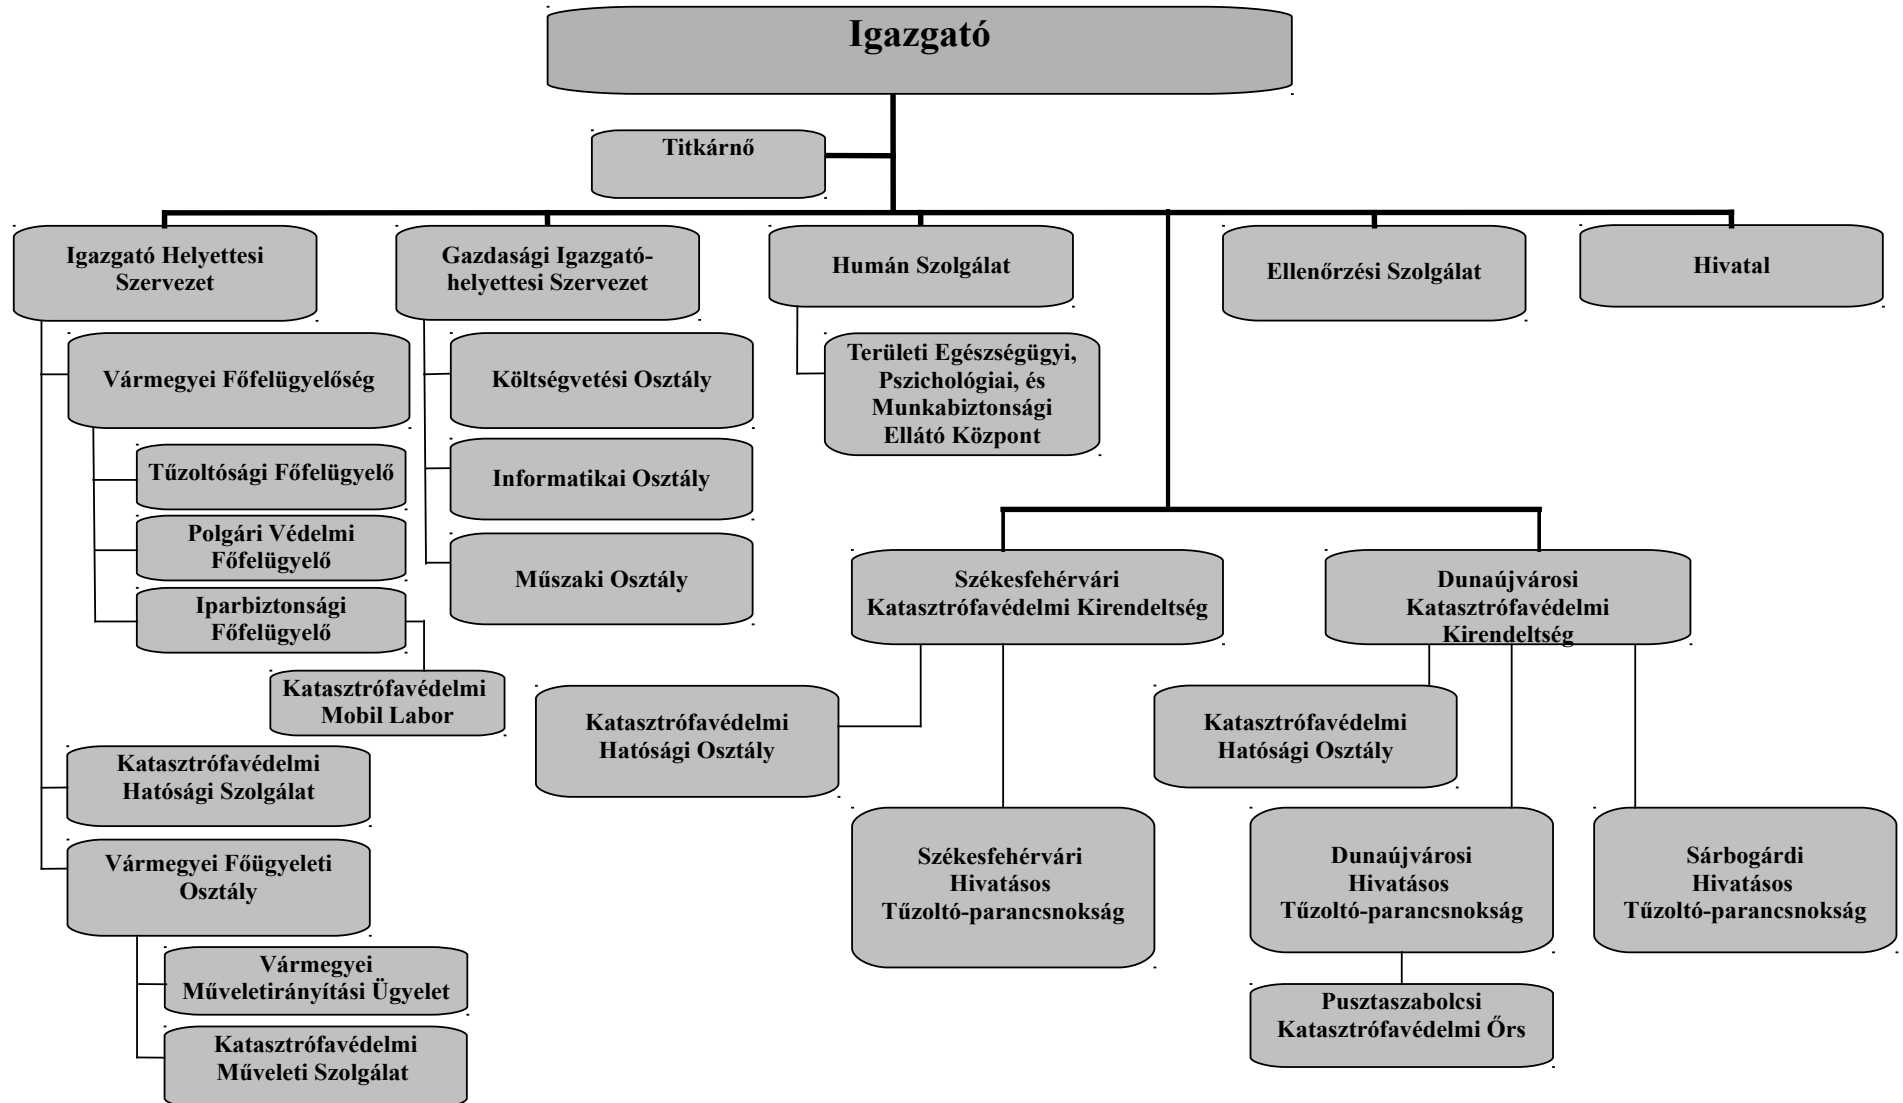 Igazgató
Titkárnő
Igazgató Helyettesi
Szervezet
Gazdasági Igazgató-
helyettesi Szervezet
Humán Szolgálat
Ellenőrzési Szolgálat
Hivatal
Vármegyei Főfelügyelőség
Költségvetési Osztály
Területi Egészségügyi,
Pszichológiai, és
Munkabiztonsági
Ellátó Központ
Tűzoltósági Főfelügyelő
Informatikai Osztály
Polgári Védelmi
Főfelügyelő
Műszaki Osztály
Iparbiztonsági
Főfelügyelő
Székesfehérvári
Katasztrófavédelmi Kirendeltség
Dunaújvárosi
Katasztrófavédelmi
Kirendeltség
Katasztrófavédelmi
Mobil Labor
Katasztrófavédelmi
Hatósági Osztály
Katasztrófavédelmi
Hatósági Osztály
Katasztrófavédelmi
Hatósági Szolgálat
Vármegyei Főügyeleti
Osztály
Székesfehérvári
Hivatásos
Tűzoltó-parancsnokság
Dunaújvárosi
Hivatásos
Tűzoltó-parancsnokság
Sárbogárdi
Hivatásos
Tűzoltó-parancsnokság
Vármegyei
Műveletirányítási Ügyelet
Pusztaszabolcsi
Katasztrófavédelmi Őrs
Katasztrófavédelmi
Műveleti Szolgálat